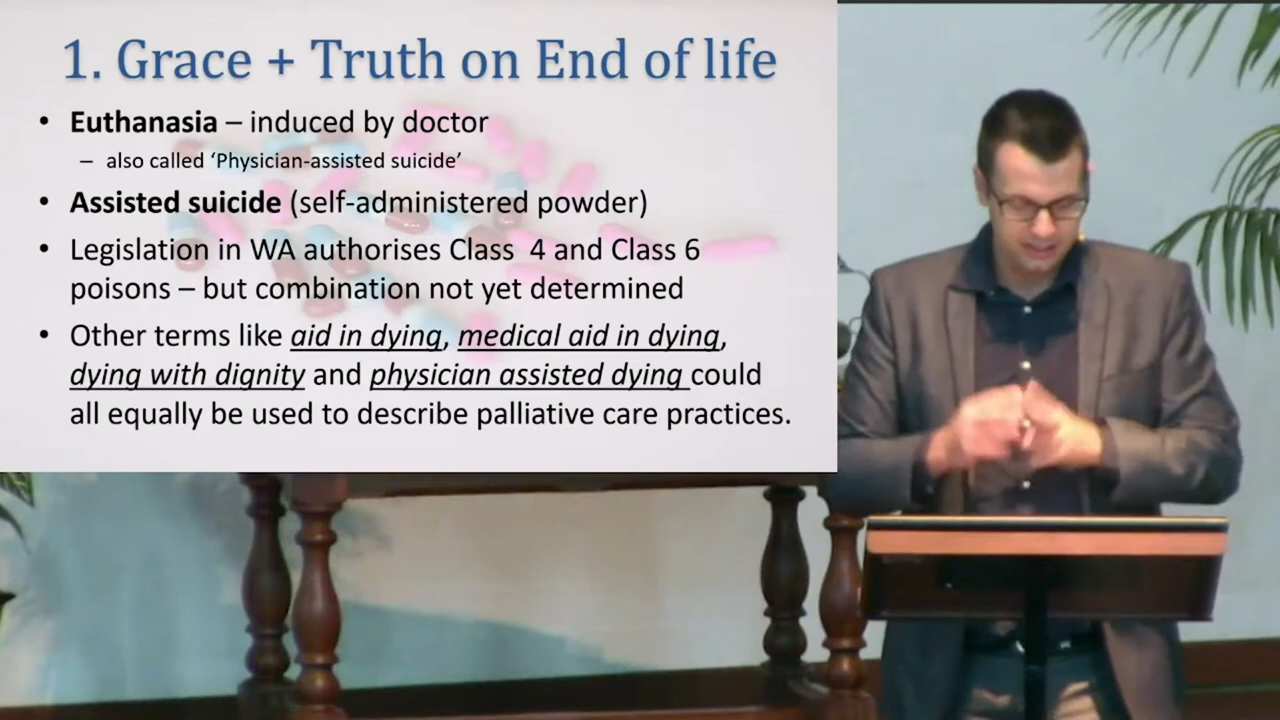 1. Grace + Truth on End of life
• Euthanasia – induced by doctor
– also called ‘Physician-assisted suicide’
• Assisted suicide (self-administered powder)
• Legislation in WA authorises Class  4 and Class 6
poisons – but combination not yet determined
• Other terms like aid in dying, medical aid in dying,
dying with dignity and physician assisted dying could
all equally be used to describe palliative care practices.